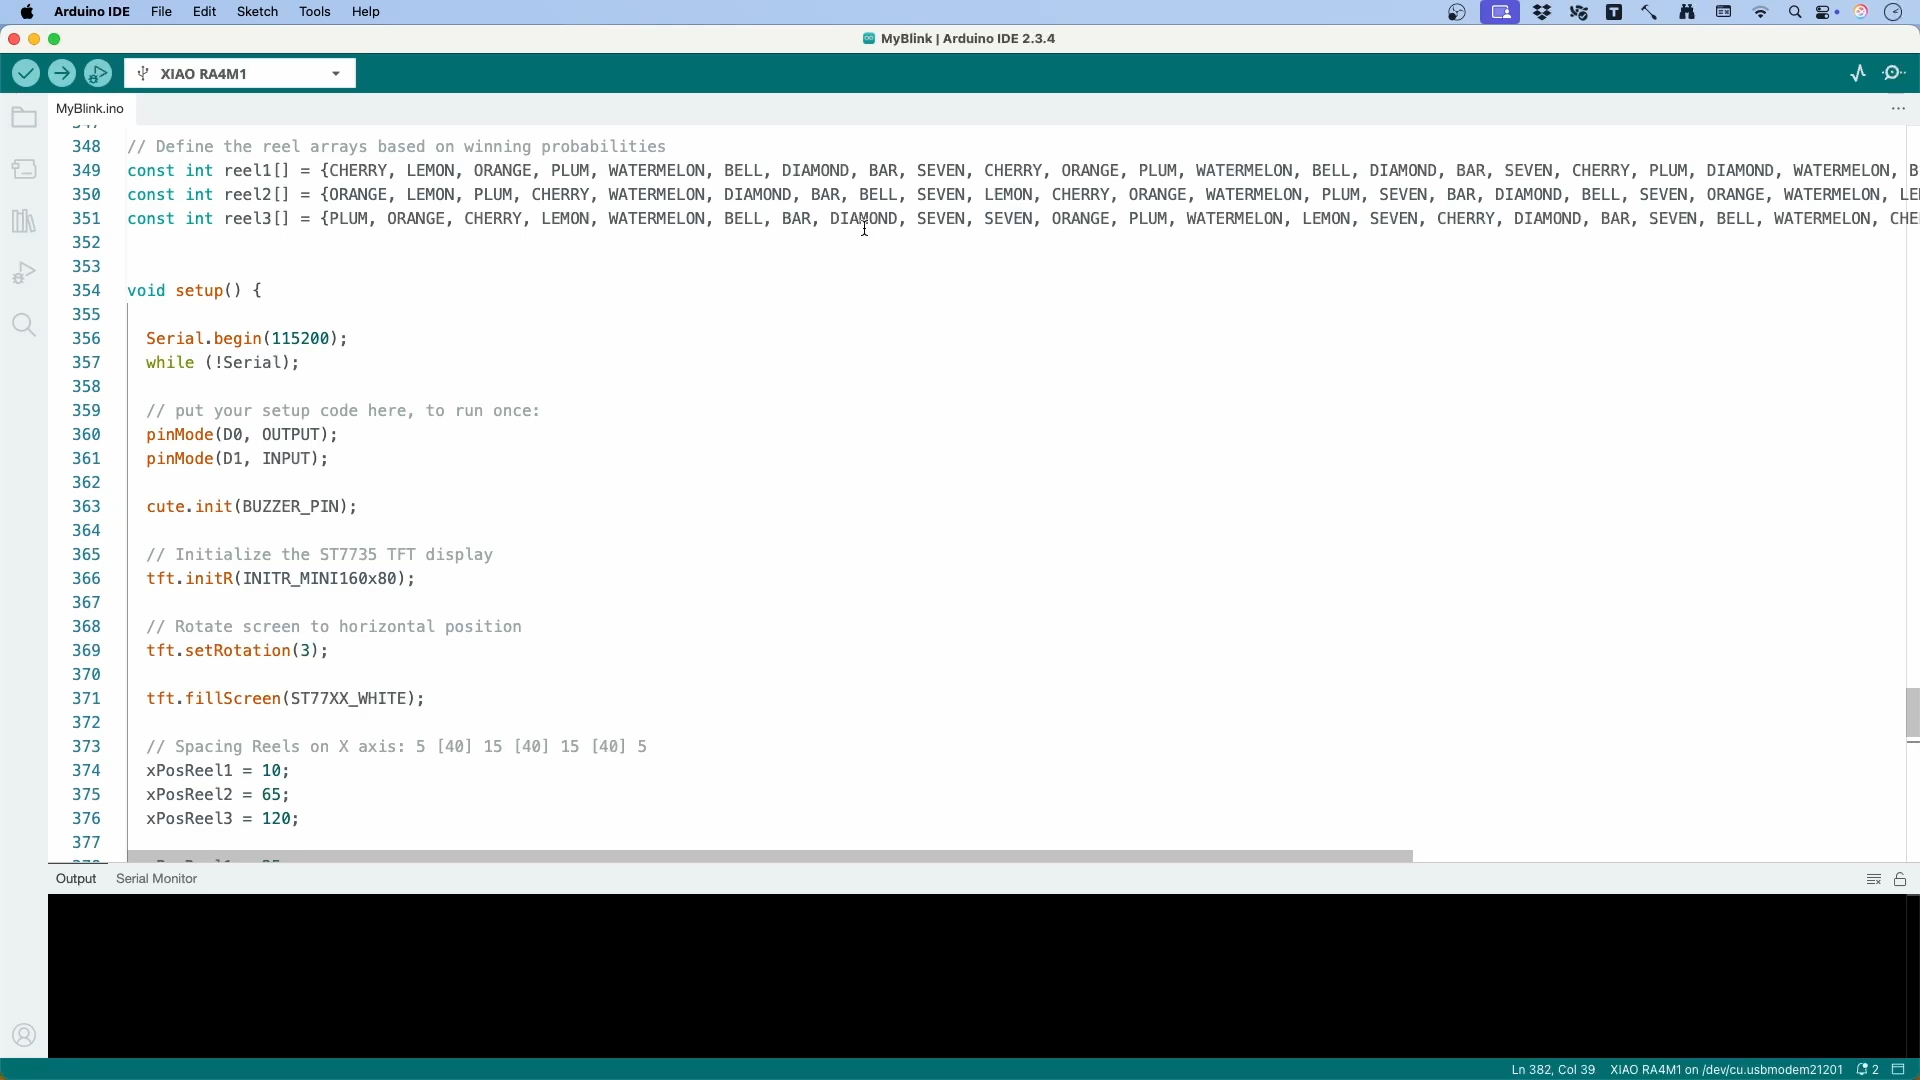 Arduino IDE File Edit Sketch Tools Help
MyBlink | Arduino IDE 2.3.4
XIAO RA4M1
MyBlink.ino
348 // Define the reel arrays based on winning probabilities
349 const int reel1[] = {CHERRY, LEMON, ORANGE, PLUM, WATERMELON, BELL, DIAMOND, BAR, SEVEN, CHERRY, ORANGE, PLUM, WATERMELON, BELL, DIAMOND, BAR, SEVEN, CHERRY, PLUM, DIAMOND, WATERMELON, B
350 const int reel2[] = {ORANGE, LEMON, PLUM, CHERRY, WATERMELON, DIAMOND, BAR, BELL, SEVEN, LEMON, CHERRY, ORANGE, WATERMELON, PLUM, SEVEN, BAR, DIAMOND, BELL, SEVEN, ORANGE, WATERMELON, LE
351 const int reel3[] = {PLUM, ORANGE, CHERRY, LEMON, WATERMELON, BELL, BAR, DIAMOND, SEVEN, SEVEN, ORANGE, PLUM, WATERMELON, LEMON, SEVEN, CHERRY, DIAMOND, BAR, SEVEN, BELL, WATERMELON, CHE
352
353
354 void setup() {
355
356 Serial.begin(115200);
357 while (!Serial);
358
359 // put your setup code here, to run once:
360 pinMode(D0, OUTPUT);
361 pinMode(D1, INPUT);
362
363 cute.init(BUZZER_PIN);
364
365 // Initialize the ST7735 TFT display
366 tft.initR(INITR_MINI160x80);
367
368 // Rotate screen to horizontal position
369 tft.setRotation(3);
370
371 tft.fillScreen(ST77XX_WHITE);
372
373 // Spacing Reels on X axis: 5 [40] 15 [40] 15 [40] 5
374 xPosReel1 = 10;
375 xPosReel2 = 65;
376 xPosReel3 = 120;
377
Output Serial Monitor
Ln 382, Col 39 XIAO RA4M1 on /dev/cu.usbmodem21201 2